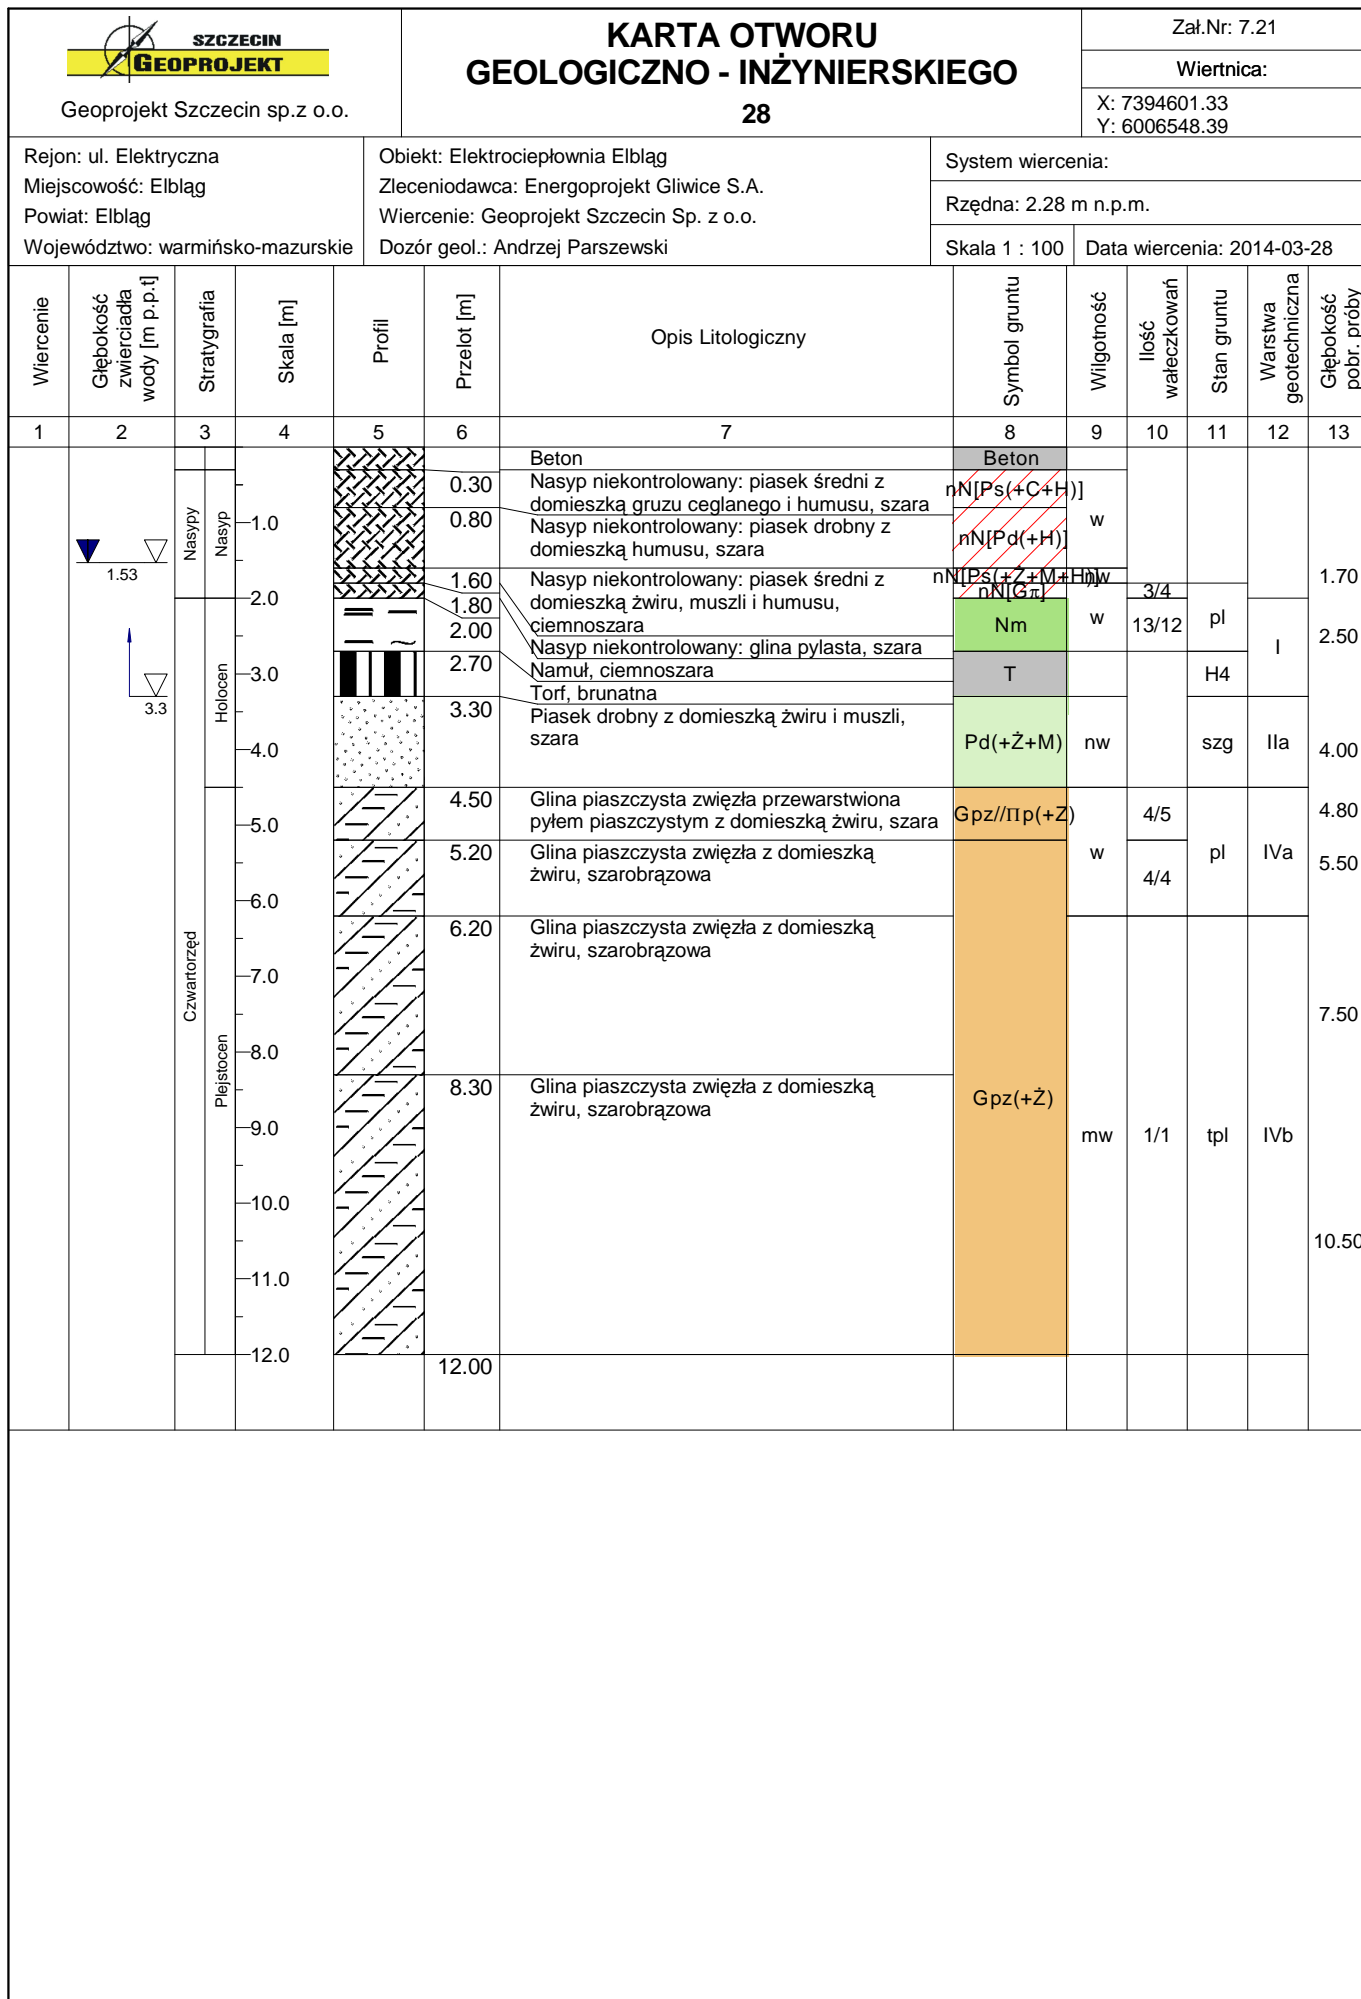 SZCZECIN
GEOPROJEKT
Geoprojekt Szczecin sp.z o.o.
KARTA OTWORU
GEOLOGICZNO - INŻYNIERSKIEGO
28
Zał.Nr: 7.21
Wiertnica:
X: 7394601.33
Y: 6006548.39
Rejon: ul. Elektryczna
Miejscowość: Elbląg
Powiat: Elbląg
Województwo: warmińsko-mazurskie
Obiekt: Elektrociepłownia Elbląg
Zleceniodawca: Energoprojekt Gliwice S.A.
Wiercenie: Geoprojekt Szczecin Sp. z o.o.
Dozór geol.: Andrzej Parszewski
System wiercenia:
Rzędna: 2.28 m n.p.m.
Skala 1 : 100
Data wiercenia: 2014-03-28
Wiercenie
Głębokość
zwierciadła
wody [m p.p.t]
Stratygrafia
Skala [m]
Profil
Przelot [m]
Opis Litologiczny
Symbol gruntu
Wilgotność
Ilość
wałeczkowań
Stan gruntu
Warstwa
geotechniczna
Głębokość
pobr. próby
1 2 3 4 5 6 7 8 9 10 11 12 13
1.53
3.3
Nasypy
Nasyp
Czwartorzęd
Holocen
Plejstocen
1.0
2.0
3.0
4.0
5.0
6.0
7.0
8.0
9.0
10.0
11.0
12.0
0.30
0.80
1.60
1.80
2.00
2.70
3.30
4.50
5.20
6.20
8.30
12.00
Beton
Nasyp niekontrolowany: piasek średni z
domieszką gruzu ceglanego i humusu, szara
Nasyp niekontrolowany: piasek drobny z
domieszką humusu, szara
Nasyp niekontrolowany: piasek średni z
domieszką żwiru, muszli i humusu,
ciemnoszara
Nasyp niekontrolowany: glina pylasta, szara
Namuł, ciemnoszara
Torf, brunatna
Piasek drobny z domieszką żwiru i muszli,
szara
Glina piaszczysta zwięzła przewarstwiona
pyłem piaszczystym z domieszką żwiru, szara
Glina piaszczysta zwięzła z domieszką
żwiru, szarobrązowa
Glina piaszczysta zwięzła z domieszką
żwiru, szarobrązowa
Glina piaszczysta zwięzła z domieszką
żwiru, szarobrązowa
Beton
nN[Ps(+C+H)]
nN[Pd(+H)]
nN[Ps(+Ż+M+H)]
nN[Gπ]
Nm
T
Pd(+Ż+M)
Gpz//Πp(+Ż)
Gpz(+Ż)
w
nw
w
nw
w
mw
3/4
13/12
4/5
4/4
1/1
pl
H4
szg
pl
tpl
I
IIa
IVa
IVb
1.70
2.50
4.00
4.80
5.50
7.50
10.50